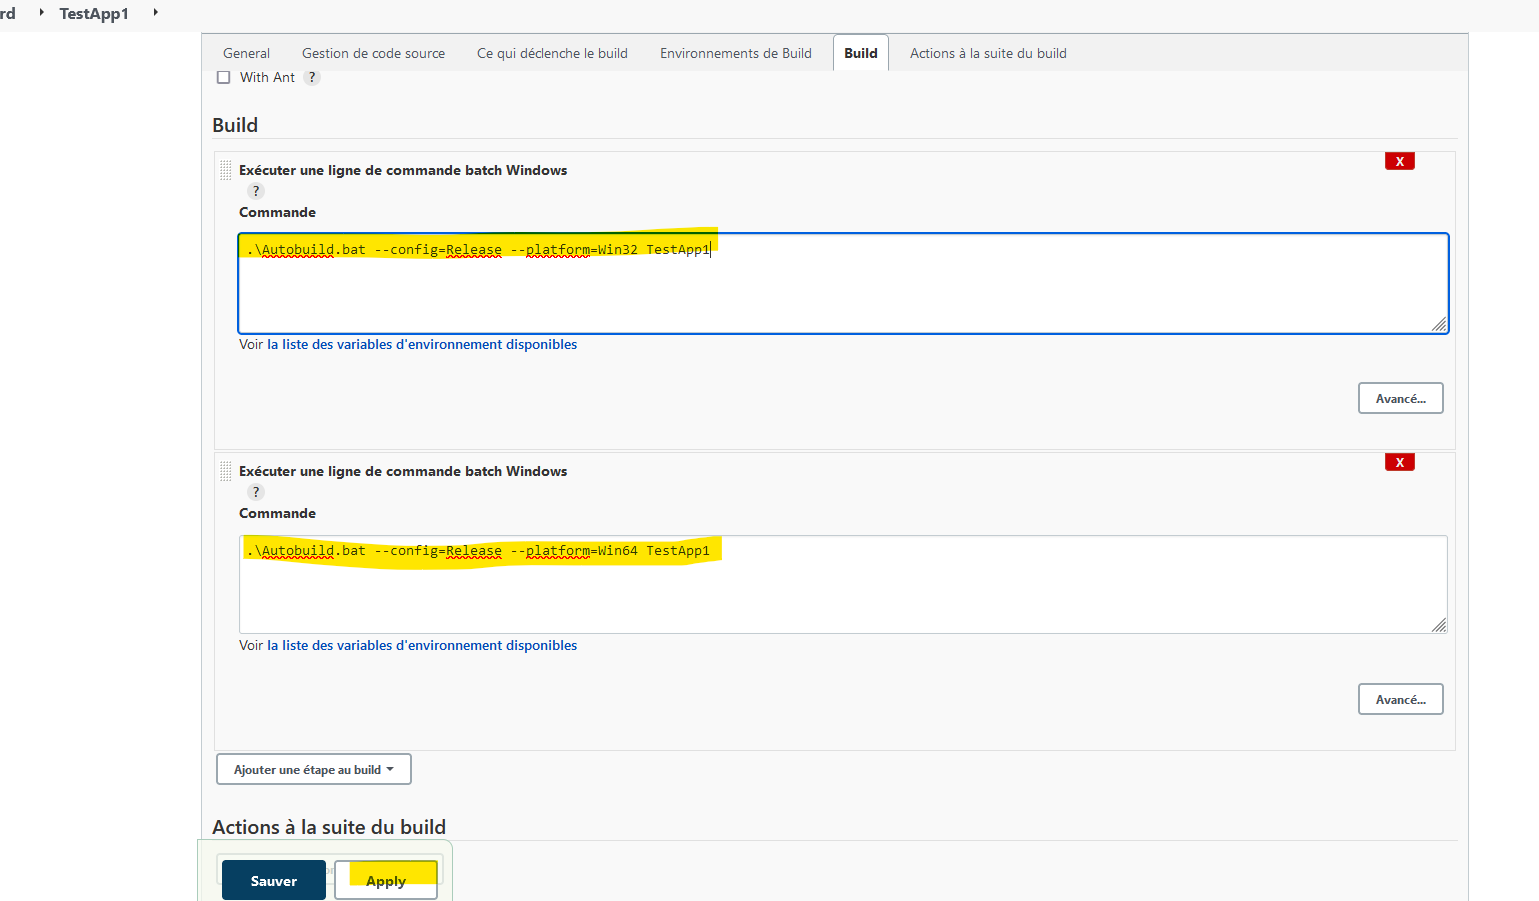 rd TestApp1
General Gestion de code source Ce qui déclenche le build Environnements de Build Build Actions à la suite du build
With Ant ?
Build
Exécuter une ligne de commande batch Windows X
?
Commande
.\Autobuild.bat --config=Release --platform=Win32 TestApp1
Voir la liste des variables d'environnement disponibles
Avancé...
Exécuter une ligne de commande batch Windows X
?
Commande
.\Autobuild.bat --config=Release --platform=Win64 TestApp1
Voir la liste des variables d'environnement disponibles
Avancé...
Ajouter une étape au build
Actions à la suite du build
Sauver Apply